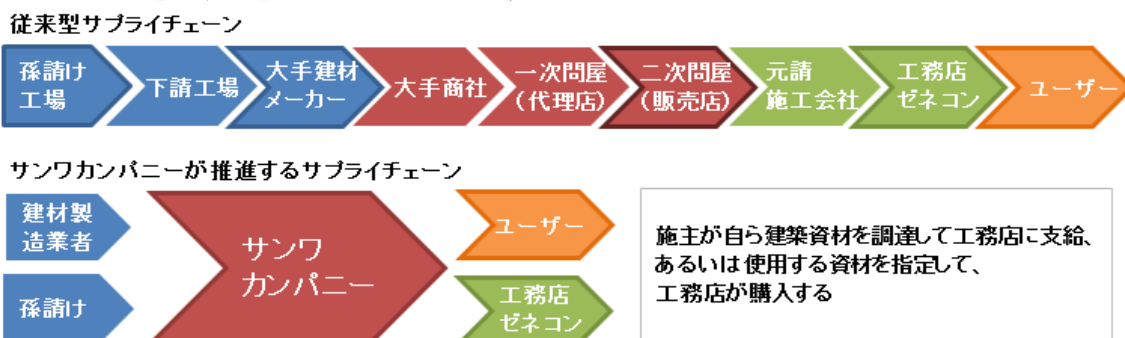 従来型サプライチェーン
孫請け
工場
下請工場
大手建材
メーカー
大手商社
一次問屋
(代理店)
二次問屋
(販売店)
元請
施工会社
工務店
ゼネコン
ユーザー
サンワカンパニーが推進するサプライチェーン
建材製
造業者
孫請け
サンワ
カンパニー
ユーザー
工務店
ゼネコン
施主が自ら建築資材を調達して工務店に支給、
あるいは使用する資材を指定して、
工務店が購入する